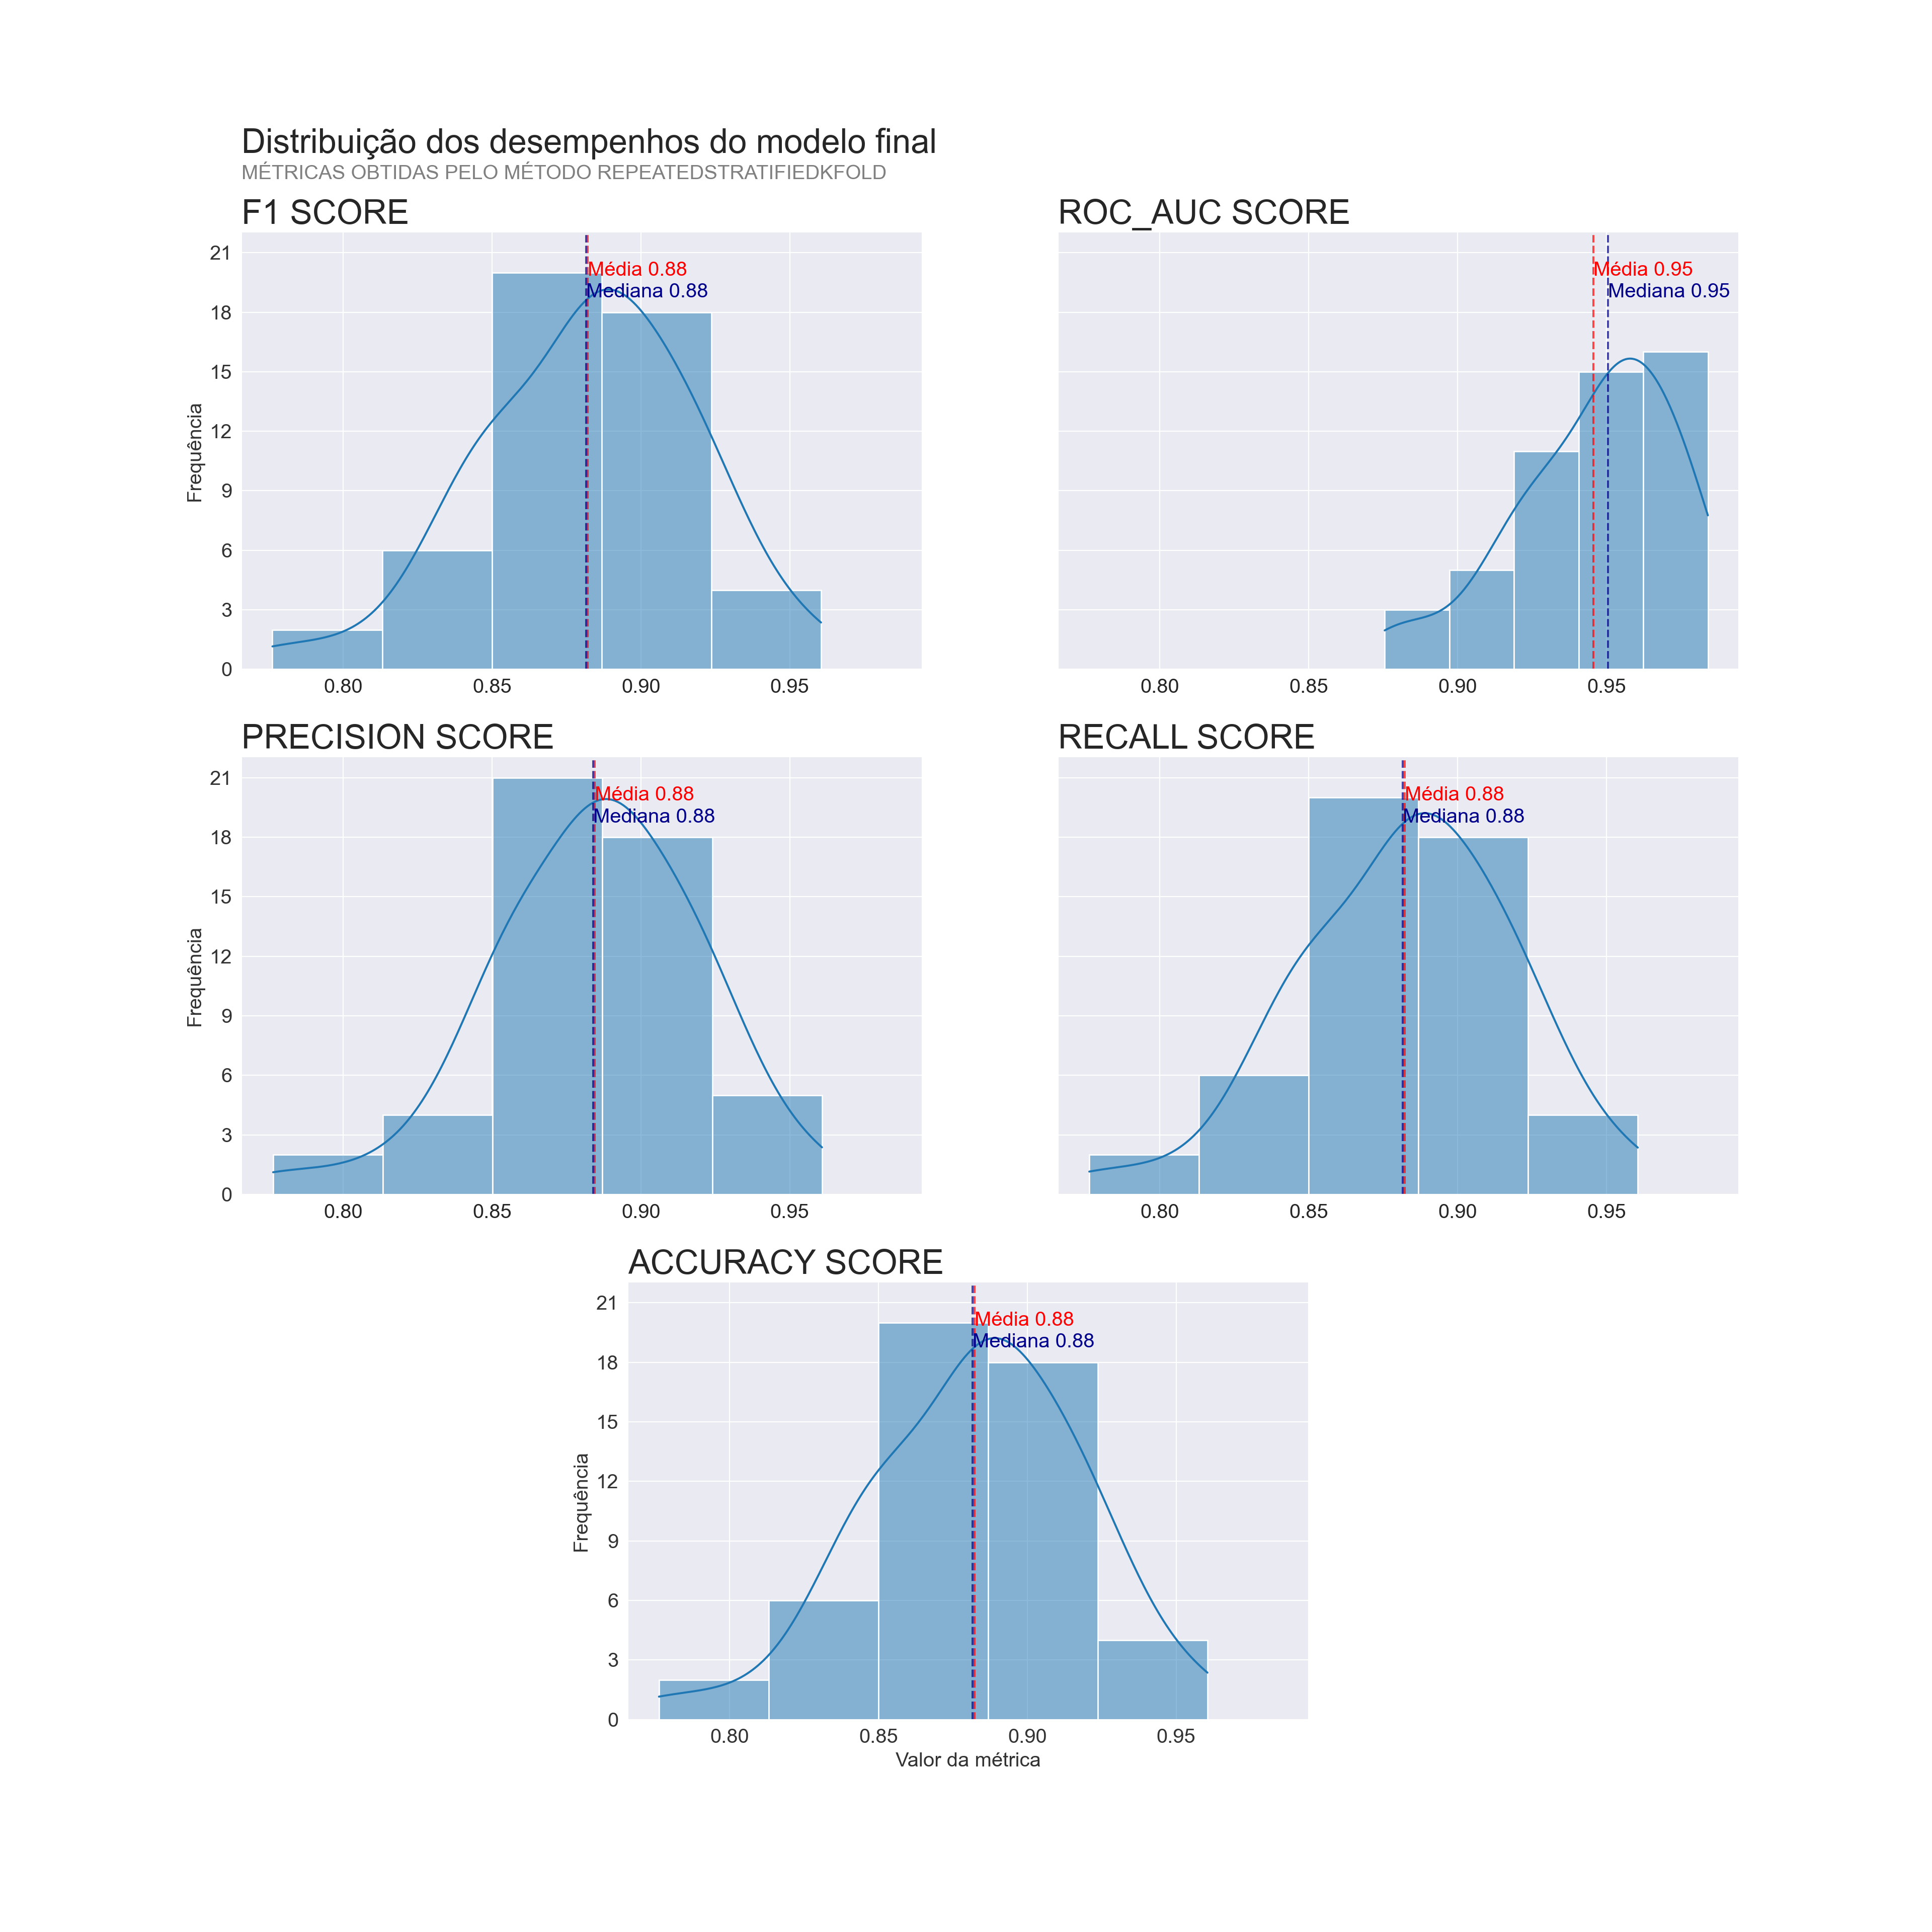 Distribuição dos desempenhos do modelo final
MÉTRICAS OBTIDAS PELO MÉTODO REPEATEDSTRATIFIEDKFOLD
F1 SCORE
21
18
15
12
9
6
3
0
Frequência
Média 0.88
Mediana 0.88
0.80 0.85 0.90 0.95
ROC_AUC SCORE
Média 0.95
Mediana 0.95
0.80 0.85 0.90 0.95
PRECISION SCORE
21
18
15
12
9
6
3
0
Frequência
Média 0.88
Mediana 0.88
0.80 0.85 0.90 0.95
RECALL SCORE
Média 0.88
Mediana 0.88
0.80 0.85 0.90 0.95
ACCURACY SCORE
21
18
15
12
9
6
3
0
Frequência
Média 0.88
Mediana 0.88
0.80 0.85 0.90 0.95
Valor da métrica